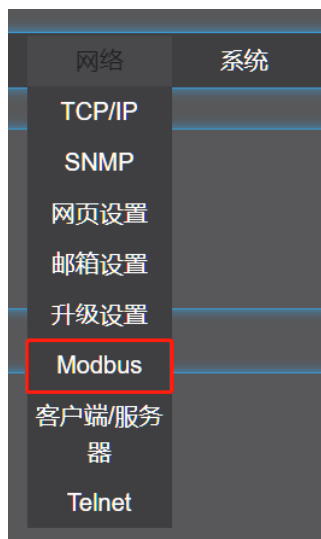 网络 系统
TCP/IP
SNMP
网页设置
邮箱设置
升级设置
Modbus
客户端/服务
器
Telnet